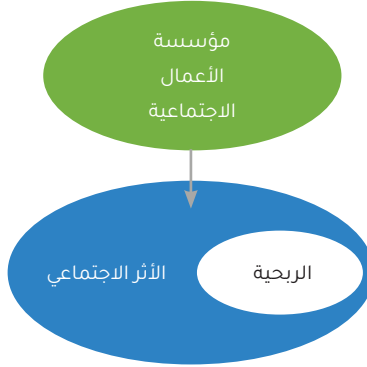 مؤسسة
الأعمال
الاجتماعية
الربحية
الأثر الاجتماعي